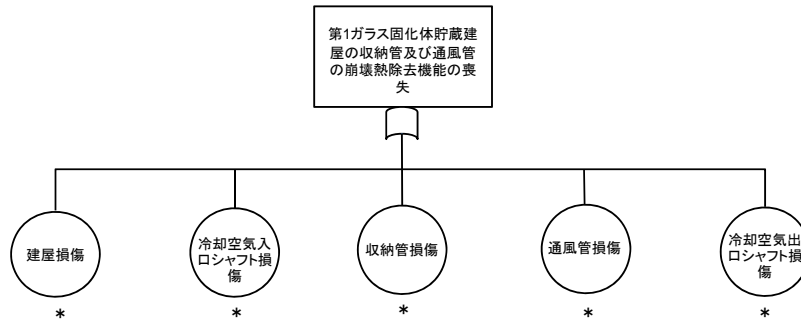 第1ガラス固化体貯蔵建
屋の収納管及び通風管
の崩壊熱除去機能の喪
失
建屋損傷
冷却空気入
口シャフト損
傷
収納管損傷
通風管損傷
冷却空気出
口シャフト損
傷
* * * * *